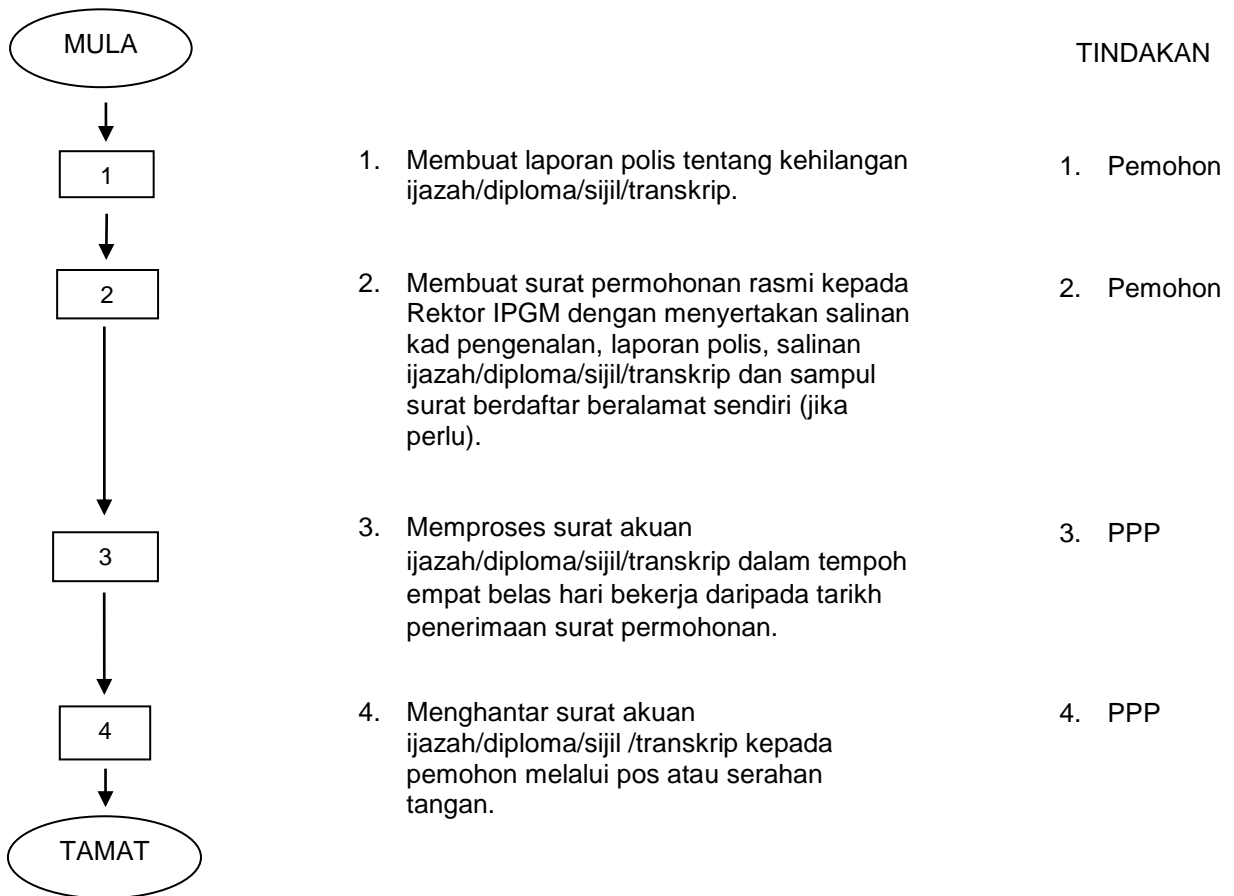 MULA
TINDAKAN
1
1. Membuat laporan polis tentang kehilangan
ijazah/diploma/sijil/transkrip.
1. Pemohon
2
2. Membuat surat permohonan rasmi kepada
Rektor IPGM dengan menyertakan salinan
kad pengenalan, laporan polis, salinan
ijazah/diploma/sijil/transkrip dan sampul
surat berdaftar beralamat sendiri (jika
perlu).
2. Pemohon
3
3. Memproses surat akuan
ijazah/diploma/sijil/transkrip dalam tempoh
empat belas hari bekerja daripada tarikh
penerimaan surat permohonan.
3. PPP
4
4. Menghantar surat akuan
ijazah/diploma/sijil /transkrip kepada
pemohon melalui pos atau serahan
tangan.
4. PPP
TAMAT